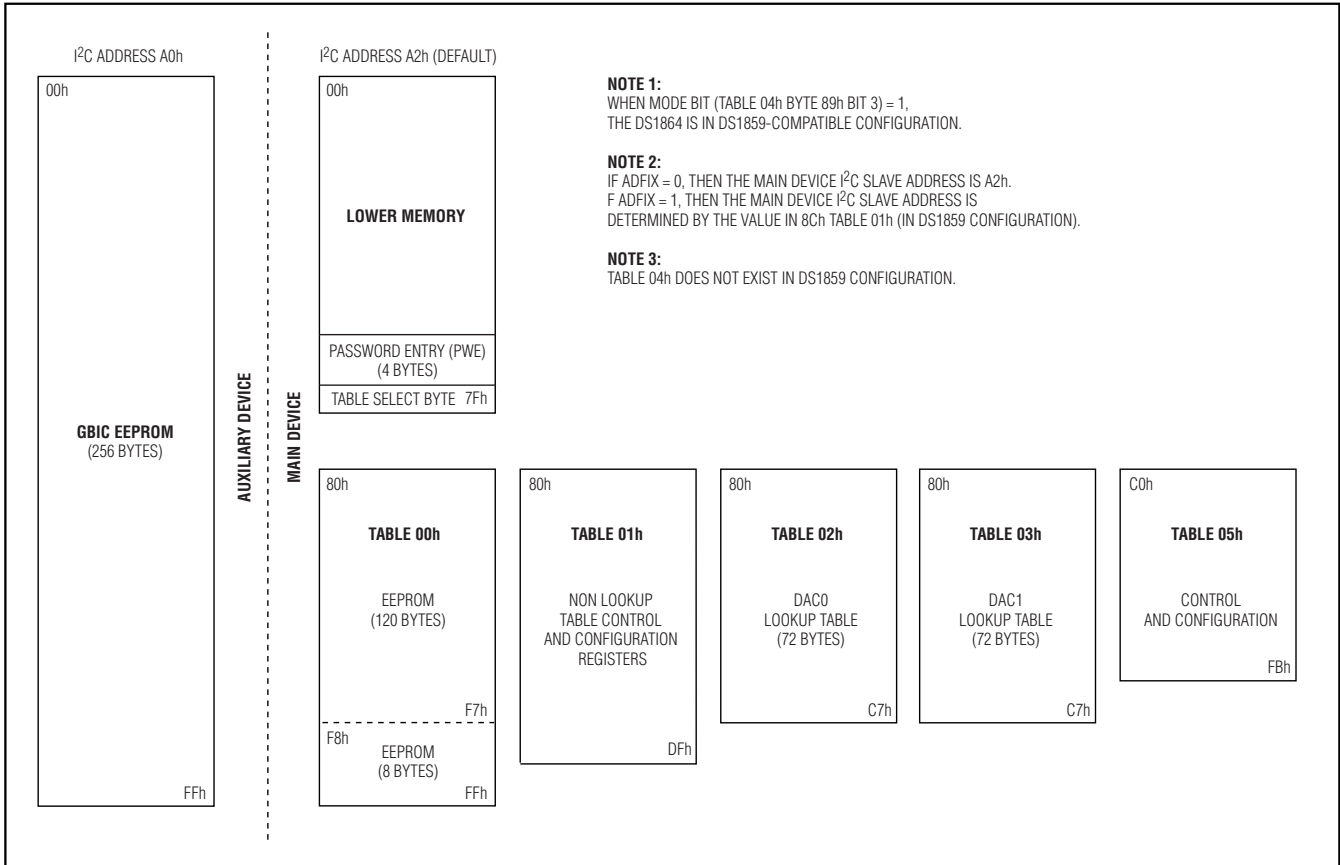 I2C ADDRESS A0h
00h
GBIC EEPROM
(256 BYTES)
FFh
AUXILIARY DEVICE
MAIN DEVICE
I2C ADDRESS A2h (DEFAULT)
00h
LOWER MEMORY
PASSWORD ENTRY (PWE)
(4 BYTES)
TABLE SELECT BYTE 7Fh
NOTE 1:
WHEN MODE BIT (TABLE 04h BYTE 89h BIT 3) = 1,
THE DS1864 IS IN DS1859-COMPATIBLE CONFIGURATION.
NOTE 2:
IF ADFIX = 0, THEN THE MAIN DEVICE I2C SLAVE ADDRESS IS A2h.
F ADFIX = 1, THEN THE MAIN DEVICE I2C SLAVE ADDRESS IS
DETERMINED BY THE VALUE IN 8Ch TABLE 01h (IN DS1859 CONFIGURATION).
NOTE 3:
TABLE 04h DOES NOT EXIST IN DS1859 CONFIGURATION.
80h
TABLE 00h
EEPROM
(120 BYTES)
F7h
F8h
EEPROM
(8 BYTES)
FFh
80h
TABLE 01h
NON LOOKUP
TABLE CONTROL
AND CONFIGURATION
REGISTERS
DFh
80h
TABLE 02h
DAC0
LOOKUP TABLE
(72 BYTES)
C7h
80h
TABLE 03h
DAC1
LOOKUP TABLE
(72 BYTES)
C7h
C0h
TABLE 05h
CONTROL
AND CONFIGURATION
FBh